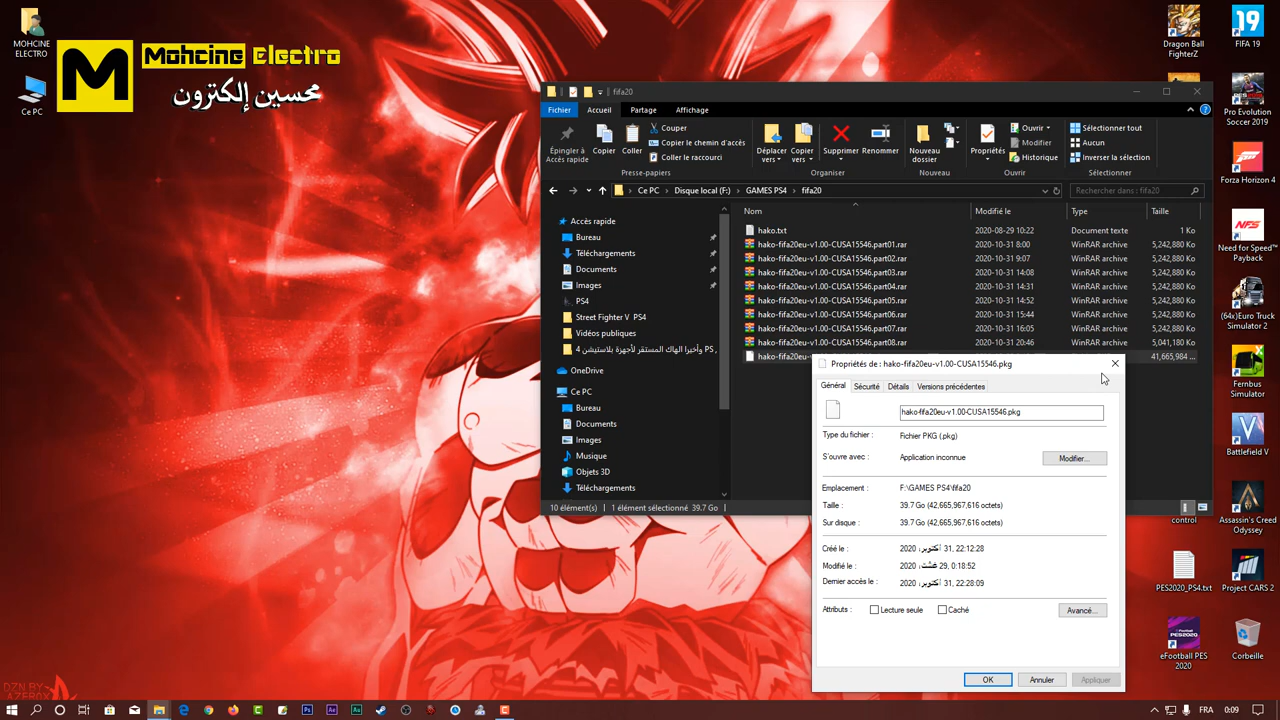 MOHCINE
ELECTRO
Ce PC
M
Mohcine Electro
محسين إلكترون
fifa20
Fichier
Accueil
Partage
Affichage
Épingler à
Accès rapide
Copier
Coller
Couper
Copier le chemin d'accès
Coller le raccourci
Presse-papiers
Déplacer
vers
Copier
vers
Supprimer
Renommer
Organiser
Nouveau
dossier
Nouveau
Propriétés
Ouvrir
Modifier
Historique
Ouvrir
Sélectionner tout
Aucun
Inverser la sélection
Sélectionner
Ce PC
Disque local (F:)
GAMES PS4
fifa20
Rechercher dans : fifa20
Accès rapide
Bureau
Téléchargements
Documents
Images
PS4
Street Fighter V PS4
Vidéos publiques
وأخيرا الهاك المستقر لأجهزة بلاستيشن 4 PS ,
OneDrive
Ce PC
Bureau
Documents
Images
Musique
Objets 3D
Téléchargements
Nom Modifié le Type Taille
hako.txt 2020-08-29 10:22 Document texte 1 Ko
hako-fifa20eu-v1.00-CUSA15546.part01.rar 2020-10-31 8:00 WinRAR archive 5,242,880 Ko
hako-fifa20eu-v1.00-CUSA15546.part02.rar 2020-10-31 9:07 WinRAR archive 5,242,880 Ko
hako-fifa20eu-v1.00-CUSA15546.part03.rar 2020-10-31 14:08 WinRAR archive 5,242,880 Ko
hako-fifa20eu-v1.00-CUSA15546.part04.rar 2020-10-31 14:31 WinRAR archive 5,242,880 Ko
hako-fifa20eu-v1.00-CUSA15546.part05.rar 2020-10-31 14:52 WinRAR archive 5,242,880 Ko
hako-fifa20eu-v1.00-CUSA15546.part06.rar 2020-10-31 15:44 WinRAR archive 5,242,880 Ko
hako-fifa20eu-v1.00-CUSA15546.part07.rar 2020-10-31 16:05 WinRAR archive 5,242,880 Ko
hako-fifa20eu-v1.00-CUSA15546.part08.rar 2020-10-31 20:46 WinRAR archive 5,041,180 Ko
hako-fifa20eu-v 41,665,984 ...
10 élément(s) 1 élément sélectionné 39.7 Go
Propriétés de : hako-fifa20eu-v1.00-CUSA15546.pkg
Général Sécurité Détails Versions précédentes
hako-fifa20eu-v1.00-CUSA15546.pkg
Type du fichier : Fichier PKG (.pkg)
S'ouvre avec : Application inconnue Modifier...
Emplacement : F:\GAMES PS4\fifa20
Taille : 39.7 Go (42,665,967,616 octets)
Sur disque : 39.7 Go (42,665,967,616 octets)
Créé le : 31 أكتوبر، 2020, 22:12:28
Modifié le : 29 غشت، 2020, 0:18:52
Dernier accès le : 31 أكتوبر، 2020, 22:28:09
Attributs : Lecture seule Caché Avancé...
OK Annuler Appliquer
Dragon Ball
FighterZ
19
FIFA 19
Pro Evolution
Soccer 2019
Forza Horizon 4
NFS
Need for Speed™
Payback
(64x)Euro Truck
Simulator 2
Fernbus
Simulator
V
Battlefield V
control
Assassin's Creed
Odyssey
PES2020_PS4.txt
Project CARS 2
PES2020
eFootball PES
2020
Corbeille
DZN BY
AZEROX
FRA 0:09